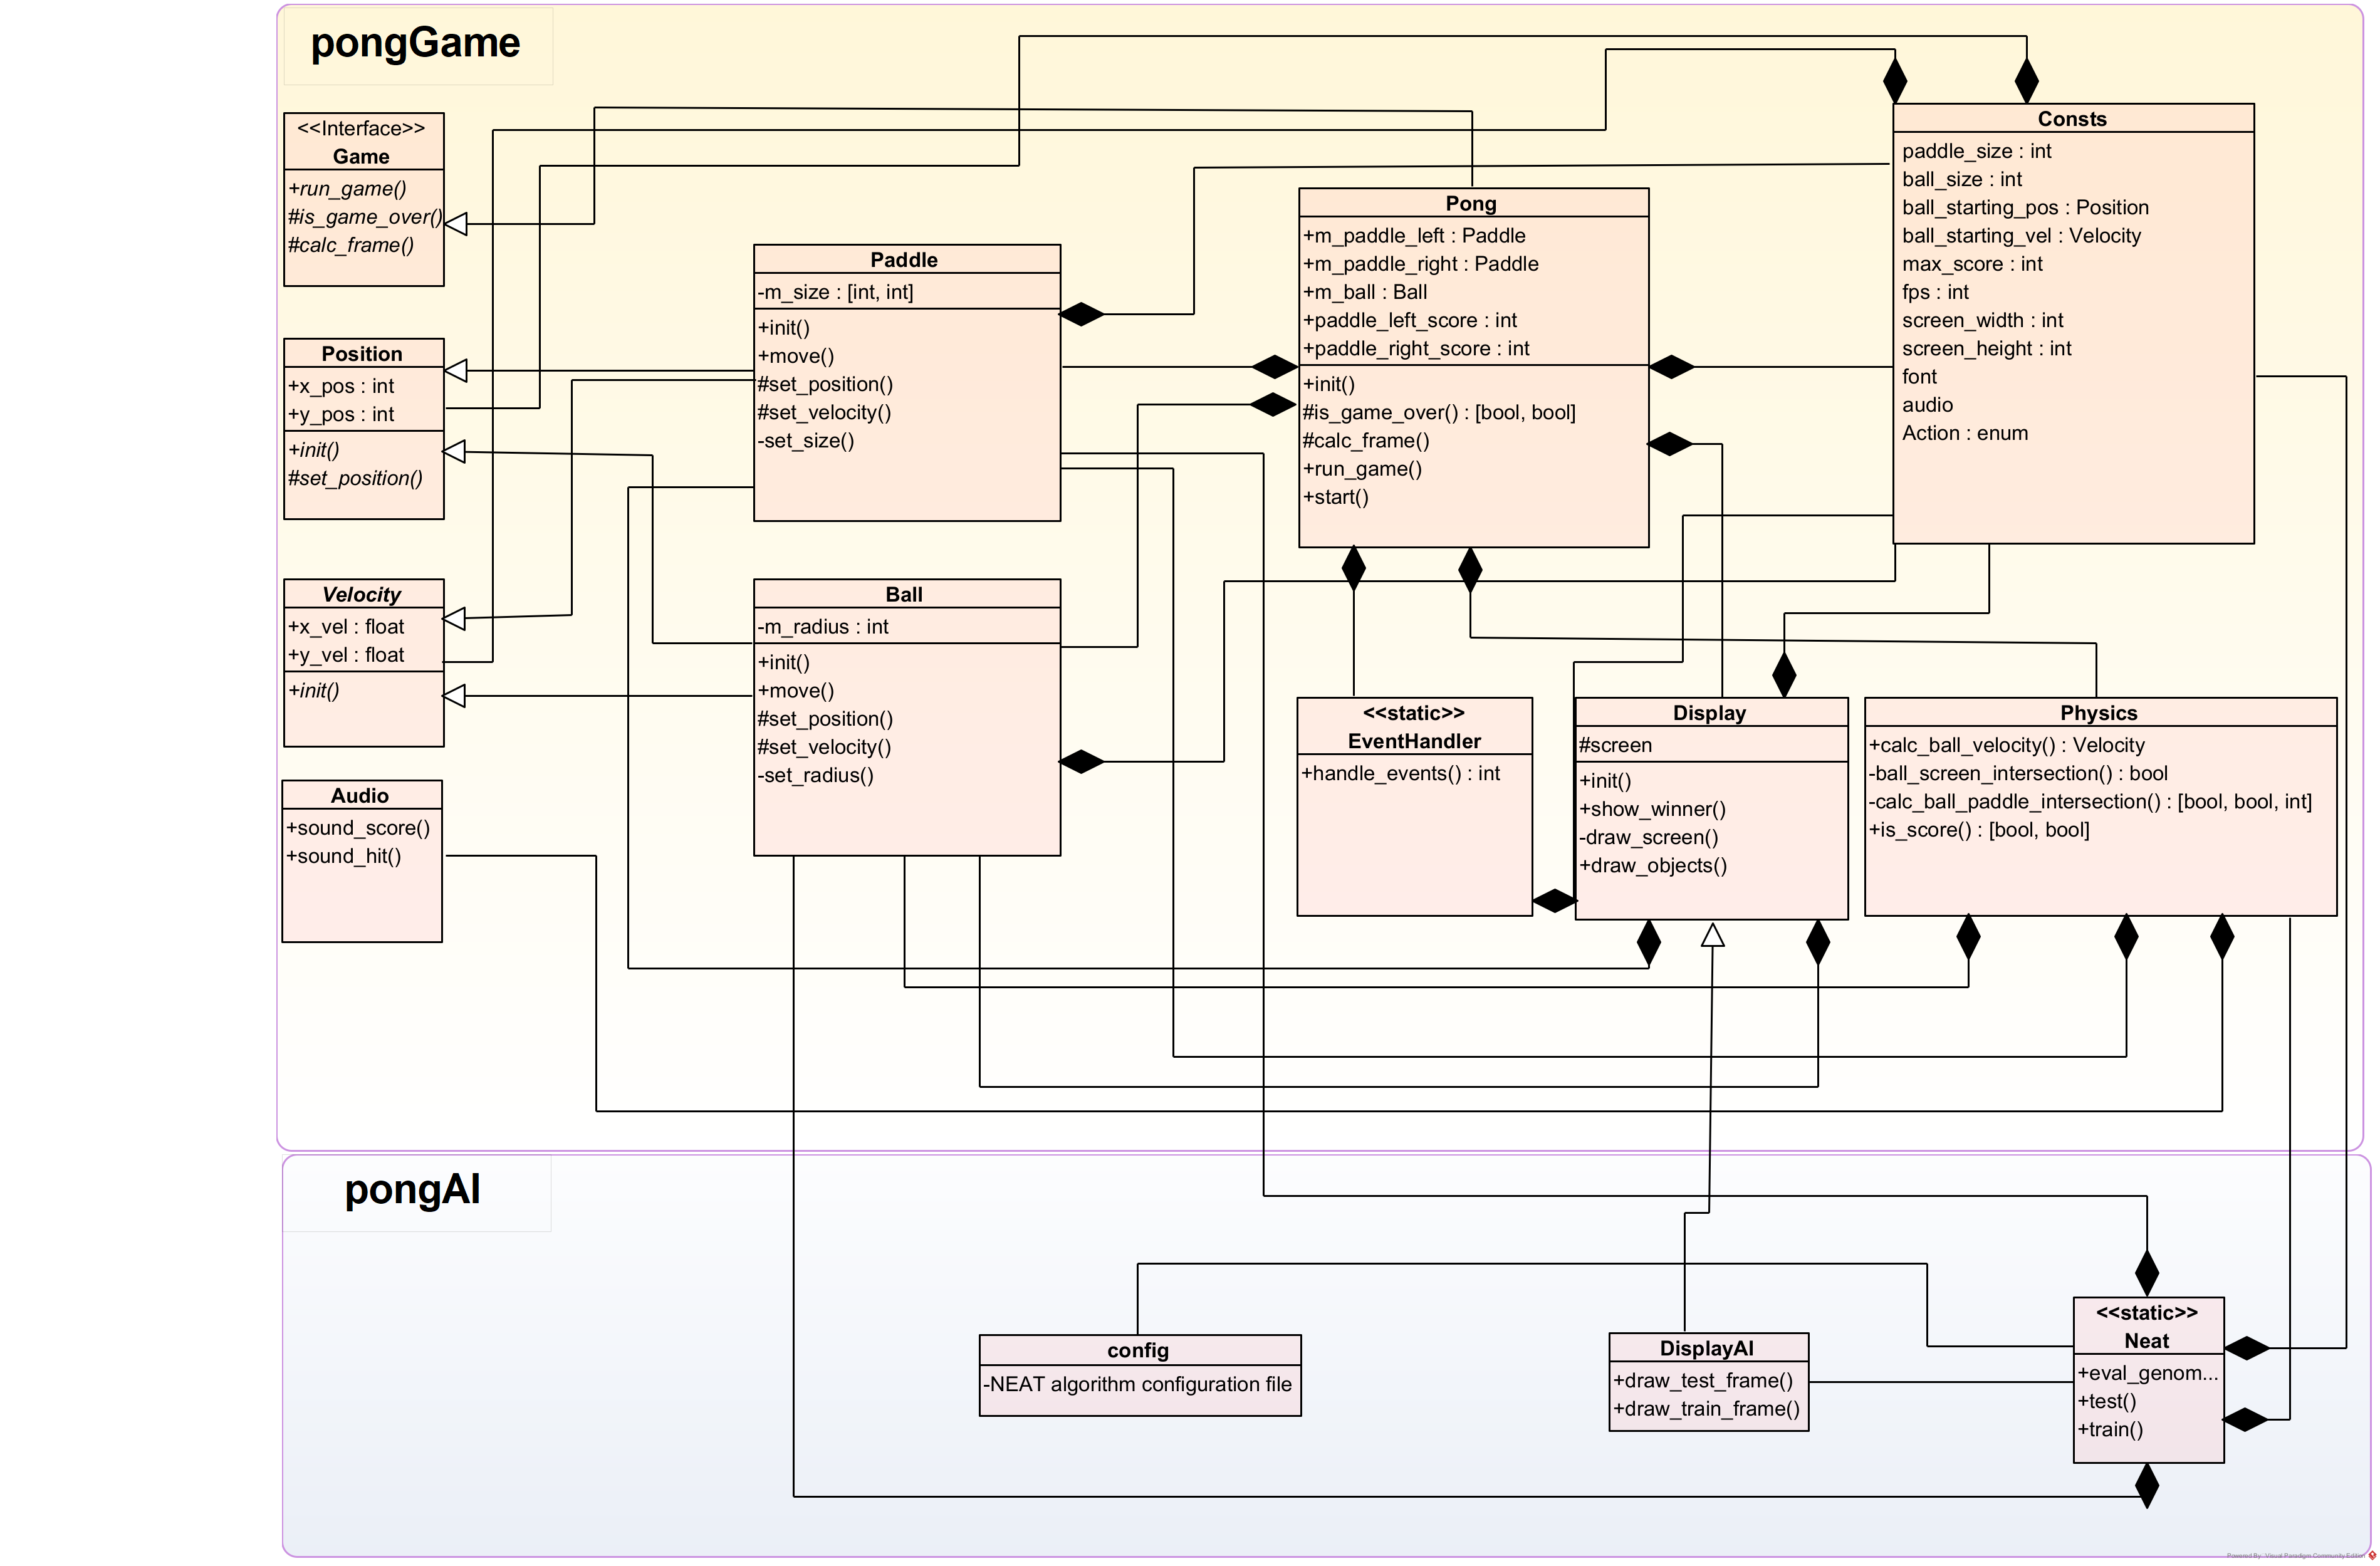 pongGame
<<Interface>>
Game
+run_game()
#is_game_over()
#calc_frame()
Position
+x_pos : int
+y_pos : int
+init()
#set_position()
Velocity
+x_vel : float
+y_vel : float
+init()
Audio
+sound_score()
+sound_hit()
Paddle
-m_size : [int, int]
+init()
+move()
#set_position()
#set_velocity()
-set_size()
Ball
-m_radius : int
+init()
+move()
#set_position()
#set_velocity()
-set_radius()
Pong
+m_paddle_left : Paddle
+m_paddle_right : Paddle
+m_ball : Ball
+paddle_left_score : int
+paddle_right_score : int
+init()
#is_game_over() : [bool, bool]
#calc_frame()
+run_game()
+start()
Consts
paddle_size : int
ball_size : int
ball_starting_pos : Position
ball_starting_vel : Velocity
max_score : int
fps : int
screen_width : int
screen_height : int
font
audio
Action : enum
<<static>>
EventHandler
+handle_events() : int
Display
#screen
+init()
+show_winner()
-draw_screen()
+draw_objects()
Physics
+calc_ball_velocity() : Velocity
-ball_screen_intersection() : bool
-calc_ball_paddle_intersection() : [bool, bool, int]
+is_score() : [bool, bool]
pongAI
config
-NEAT algorithm configuration file
DisplayAI
+draw_test_frame()
+draw_train_frame()
<<static>>
Neat
+eval_genom...
+test()
+train()
Powered By Visual Paradigm Community Edition